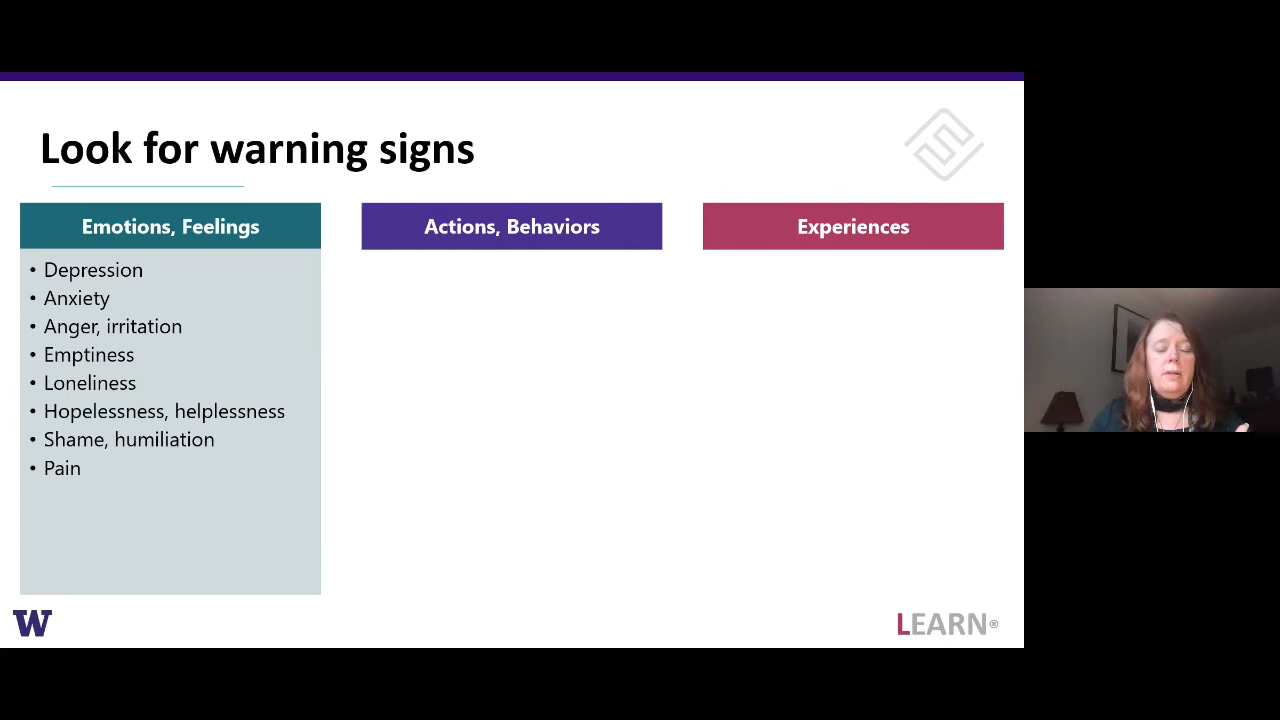 Look for warning signs
Emotions, Feelings
• Depression
• Anxiety
• Anger, irritation
• Emptiness
• Loneliness
• Hopelessness, helplessness
• Shame, humiliation
• Pain
Actions, Behaviors
Experiences
W
LEARN®